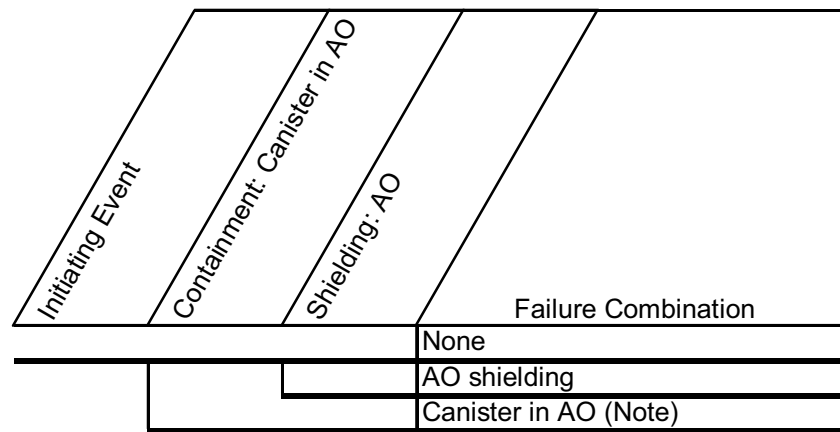 Initiating Event
Containment: Canister in AO
Shielding: AO
Failure Combination
None
AO shielding
Canister in AO (Note)